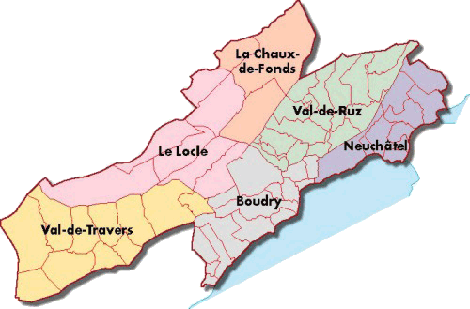 La Chaux-
de-Fonds
Val-de-Ruz
Neuchâtel
Le Locle
Boudry
Val-de-Travers